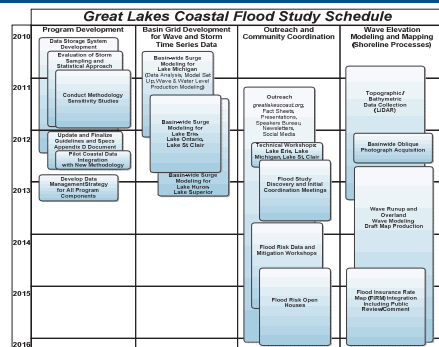 Great Lakes Coastal Flood Study Schedule
Program Development
Basin Grid Development
for Wave and Storm
Time Series Data
Outreach and
Community Coordination
Wave Elevation
Modeling and Mapping
(Shoreline Processes)
2010
2011
2012
2013
2014
2015
2016
Data Storage System
Development
Evaluation of Storm
Sampling and
Statistical Approach
Conduct Methodology
Sensitivity Studies
Update and Finalize
Guidelines and Specs
Appendix D Document
Pilot Coastal Data
Integration
with New Methodology
Develop Data
Management Strategy
for All Program
Components
Basin-wide Surge
Modeling for
Lake Michigan
(Data Analysis, Model Set
Up, Wave & Water Level
Production Modeling)
Basin-wide Surge
Modeling for
Lake Erie
Lake Ontario,
Lake St. Clair
Basin-wide Surge
Modeling for
Lake Huron
Lake Superior
Outreach
greatlakescoast.org,
Fact Sheets,
Presentations,
Speakers Bureau,
Newsletters,
Social Media
Technical Workshops
Lake Erie, Lake
Michigan, Lake St. Clair
Flood Study
Discovery and Initial
Coordination Meetings
Flood Risk Data and
Mitigation Workshops
Flood Risk Open
Houses
Topographic/
Bathymetric
Data Collection
(LiDAR)
Basinwide Oblique
Photograph Acquisition
Wave Runup and
Overland
Wave Modeling
Draft Map Production
Flood Insurance Rate
Map (FIRM) Integration
Including Public
Review/Comment